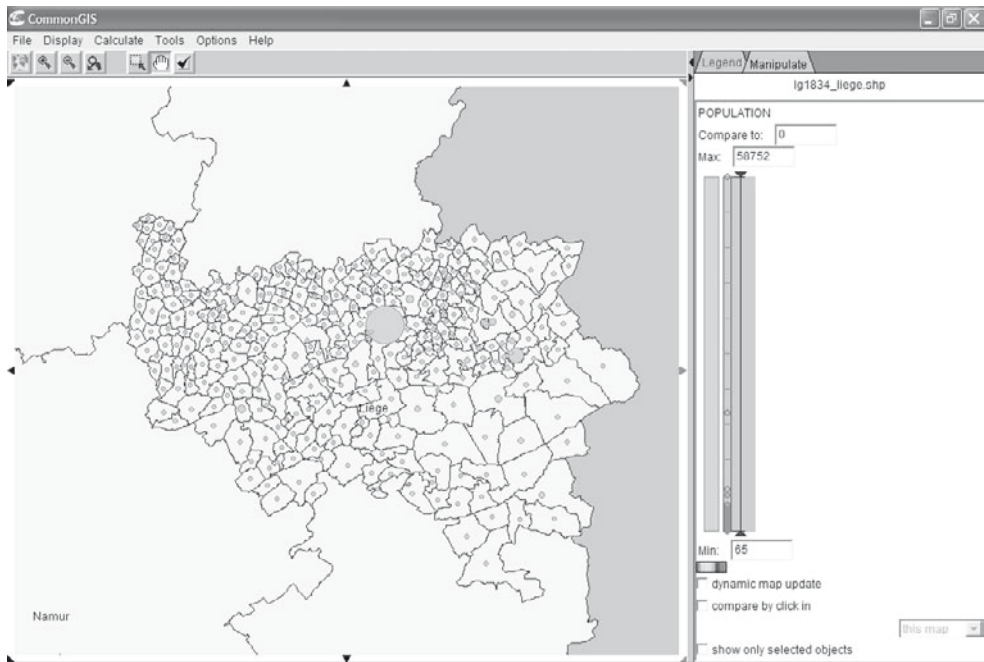 CommonGIS
File Display Calculate Tools Options Help
Legend Manipulate
lg1834_liege.shp
POPULATION
Compare to: 0
Max: 58752
Liege
Min: 65
dynamic map update
compare by click in
this map
show only selected objects
Namur